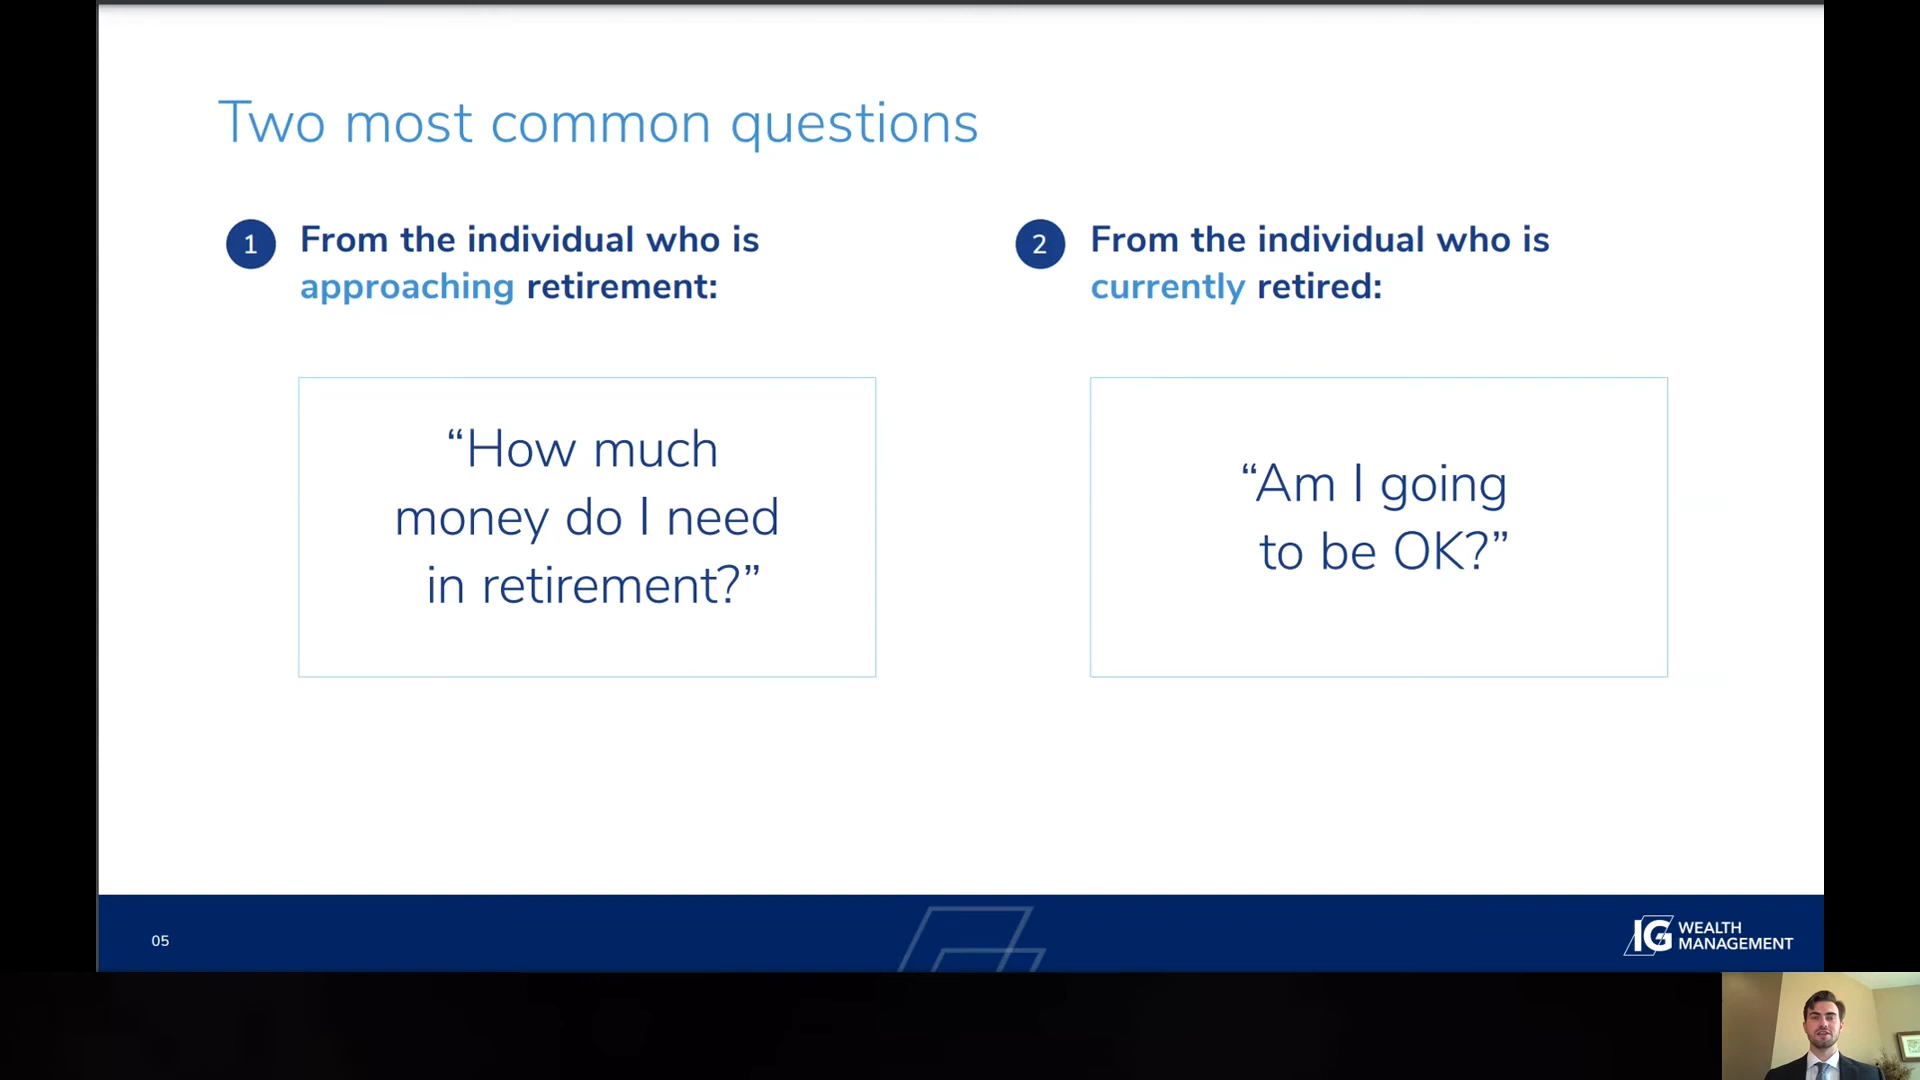 Two most common questions
1
From the individual who is
approaching retirement:
“How much
money do I need
in retirement?”
2
From the individual who is
currently retired:
“Am I going
to be OK?”
05
IG WEALTH
MANAGEMENT